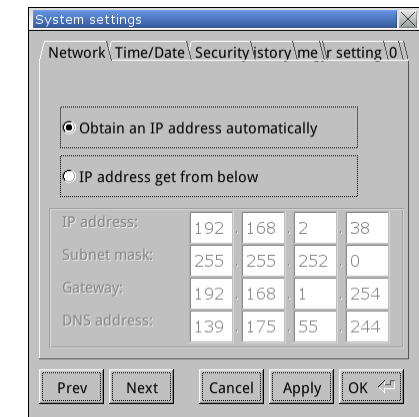 System settings
Network Time/Date Security istory me r setting 0
Obtain an IP address automatically
IP address get from below
IP address: 192 . 168 . 2 . 38
Subnet mask: 255 . 255 . 252 . 0
Gateway: 192 . 168 . 1 . 254
DNS address: 139 . 175 . 55 . 244
Prev Next Cancel Apply OK